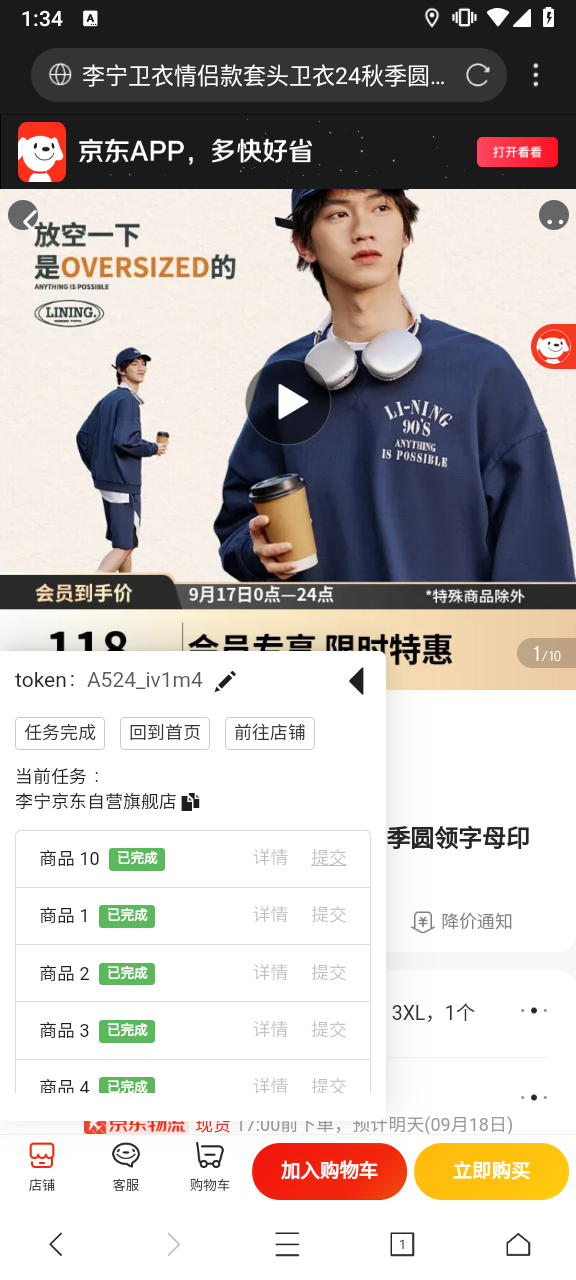 1:34
A
李宁卫衣情侣款套头卫衣24秋季圆...
京东APP，多快好省
打开看看
放空一下
是OVERSIZED的
ANYTHING IS POSSIBLE
LINING.
LI-NING
90'S
ANYTHING
IS POSSIBLE
会员到手价
9月17日0点—24点
*特殊商品除外
118
会员专享 限时特惠
1/10
token： A524_iv1m4
任务完成
回到首页
前往店铺
当前任务：
李宁京东自营旗舰店
季圆领字母印
商品 10 已完成 详情 提交
商品 1 已完成 详情 提交
降价通知
商品 2 已完成 详情 提交
3XL，1个
商品 3 已完成 详情 提交
商品 4 已完成 详情 提交
京东物流 现货 17:00前下单，预计明天(09月18日)
店铺
客服
购物车
加入购物车
立即购买
1